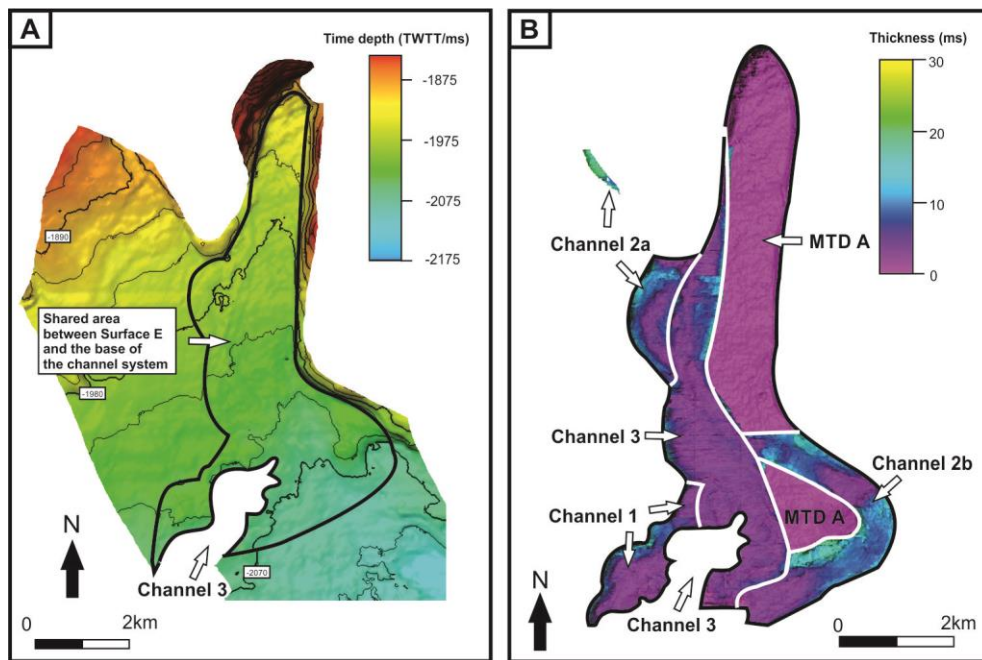 A
Time depth (TWTT/ms)
-1875
-1975
-2075
-2175
-1890
Shared area
between Surface E
and the base of
the channel system
-1980
-2070
N
Channel 3
0
2km
B
Thickness (ms)
30
20
10
0
Channel 2a
MTD A
Channel 3
Channel 2b
MTD A
Channel 1
N
Channel 3
0
2km